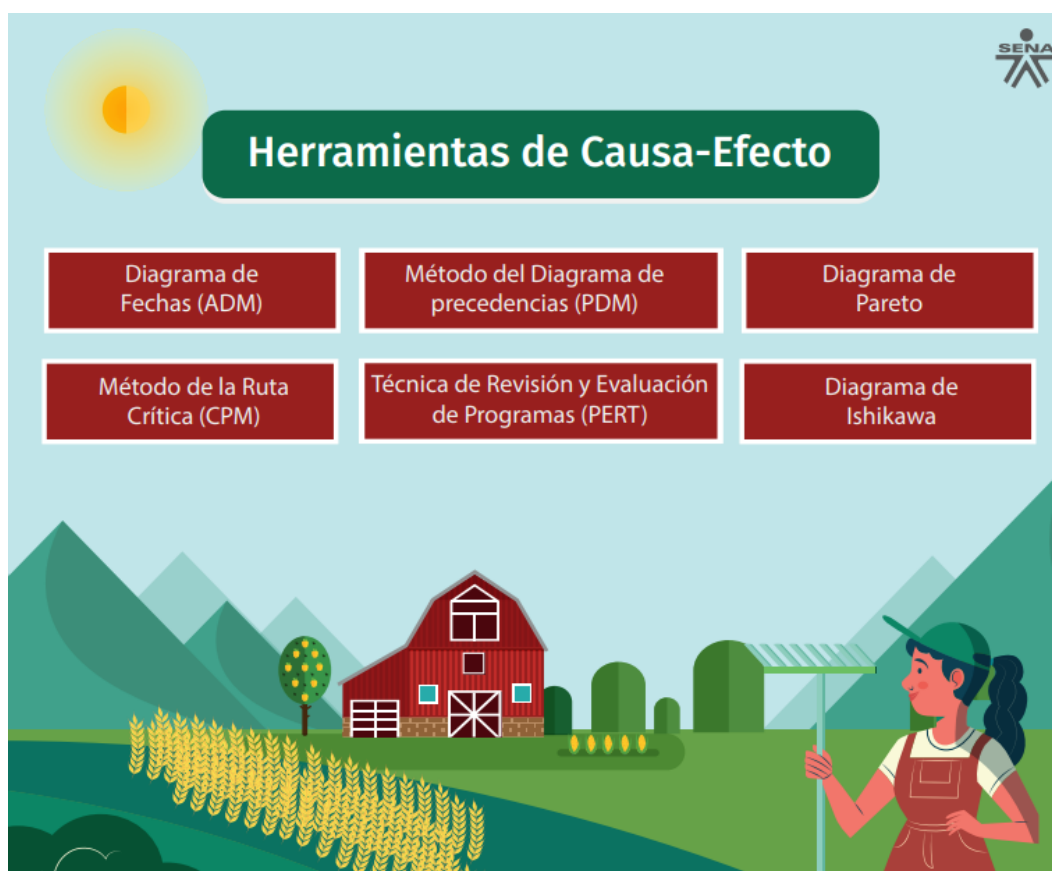 SENA
Herramientas de Causa-Efecto
Diagrama de
Fechas (ADM)
Método del Diagrama de
precedencias (PDM)
Diagrama de
Pareto
Método de la Ruta
Crítica (CPM)
Técnica de Revisión y Evaluación
de Programas (PERT)
Diagrama de
Ishikawa